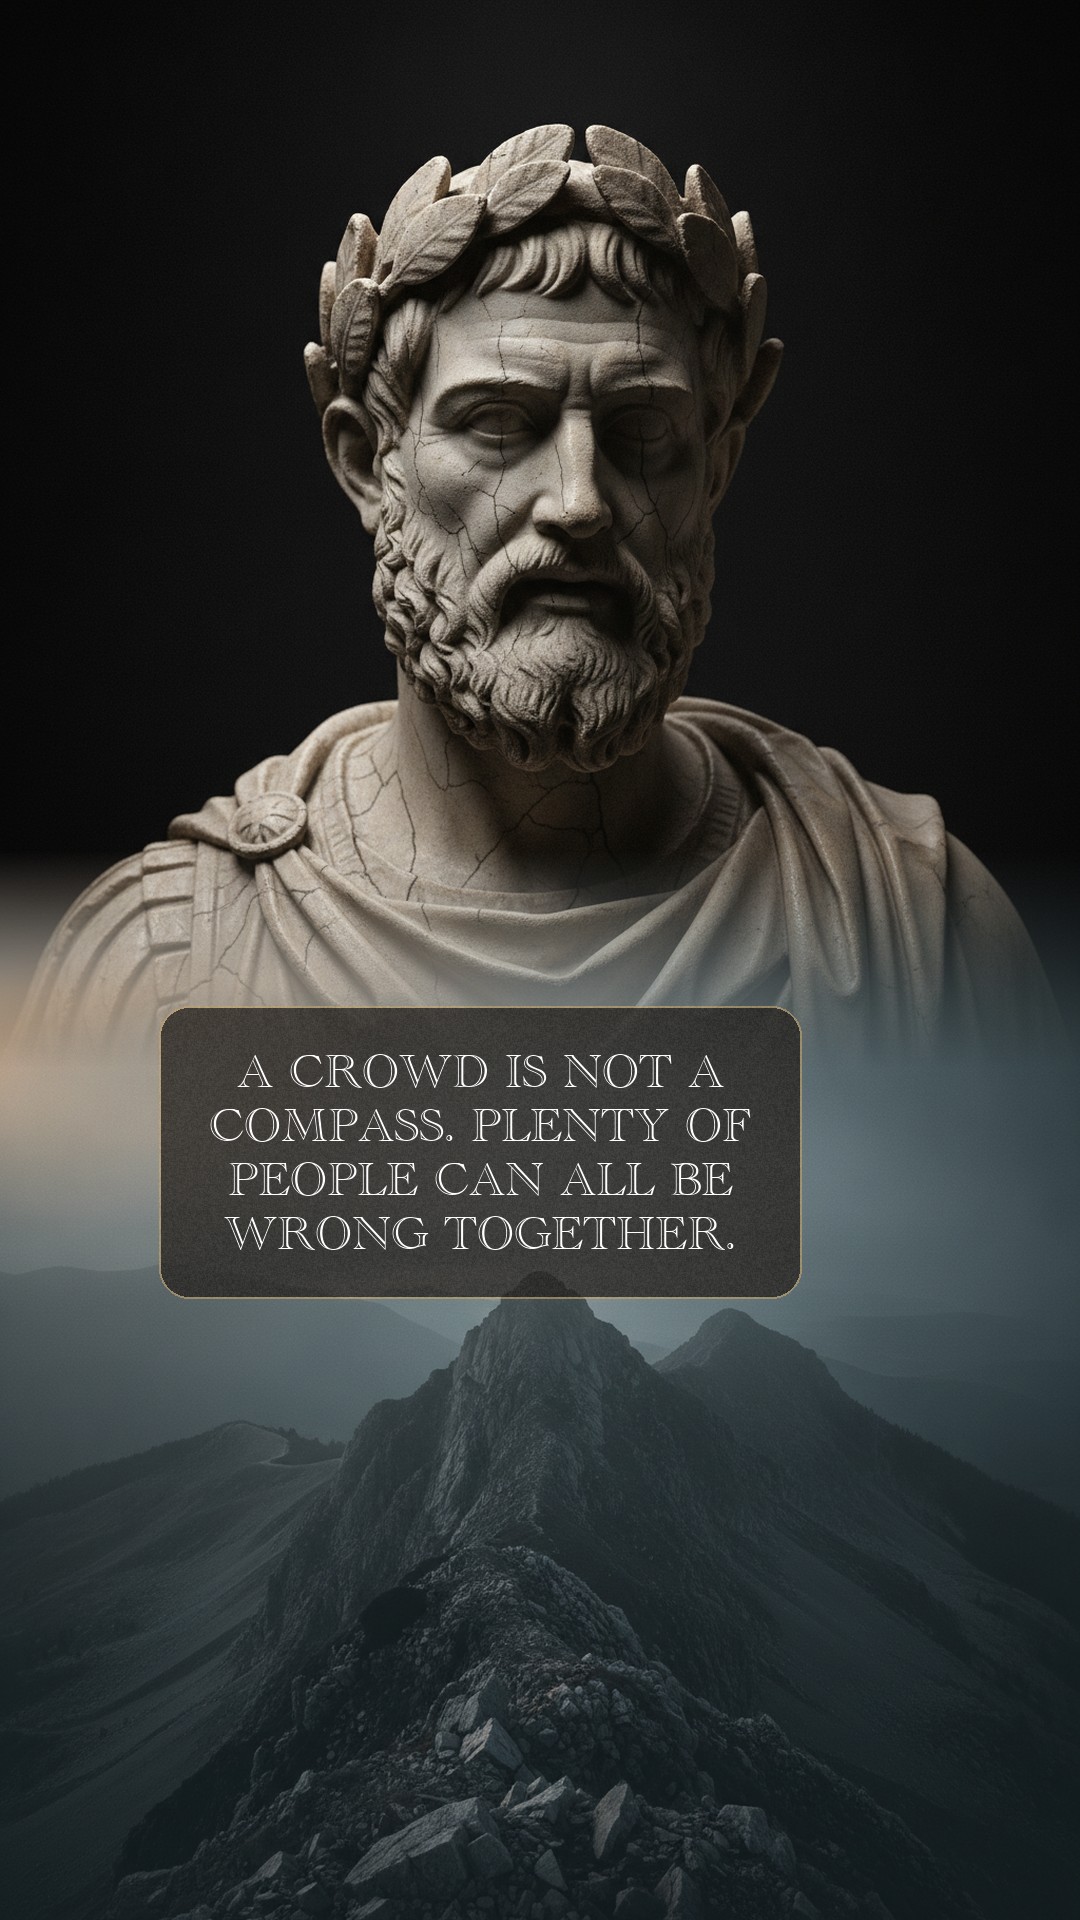 A CROWD IS NOT A
COMPASS. PLENTY OF
PEOPLE CAN ALL BE
WRONG TOGETHER.